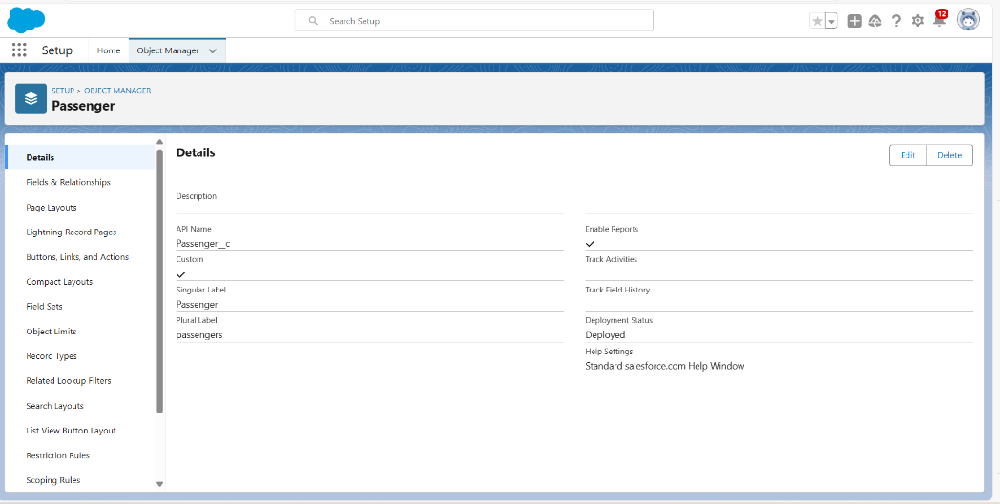 Search Setup
12
Setup
Home
Object Manager
SETUP > OBJECT MANAGER
Passenger
Details
Fields & Relationships
Page Layouts
Lightning Record Pages
Buttons, Links, and Actions
Compact Layouts
Field Sets
Object Limits
Record Types
Related Lookup Filters
Search Layouts
List View Button Layout
Restriction Rules
Scoping Rules
Details
Edit
Delete
Description
API Name
Passenger__c
Custom
Singular Label
Passenger
Plural Label
passengers
Enable Reports
Track Activities
Track Field History
Deployment Status
Deployed
Help Settings
Standard salesforce.com Help Window